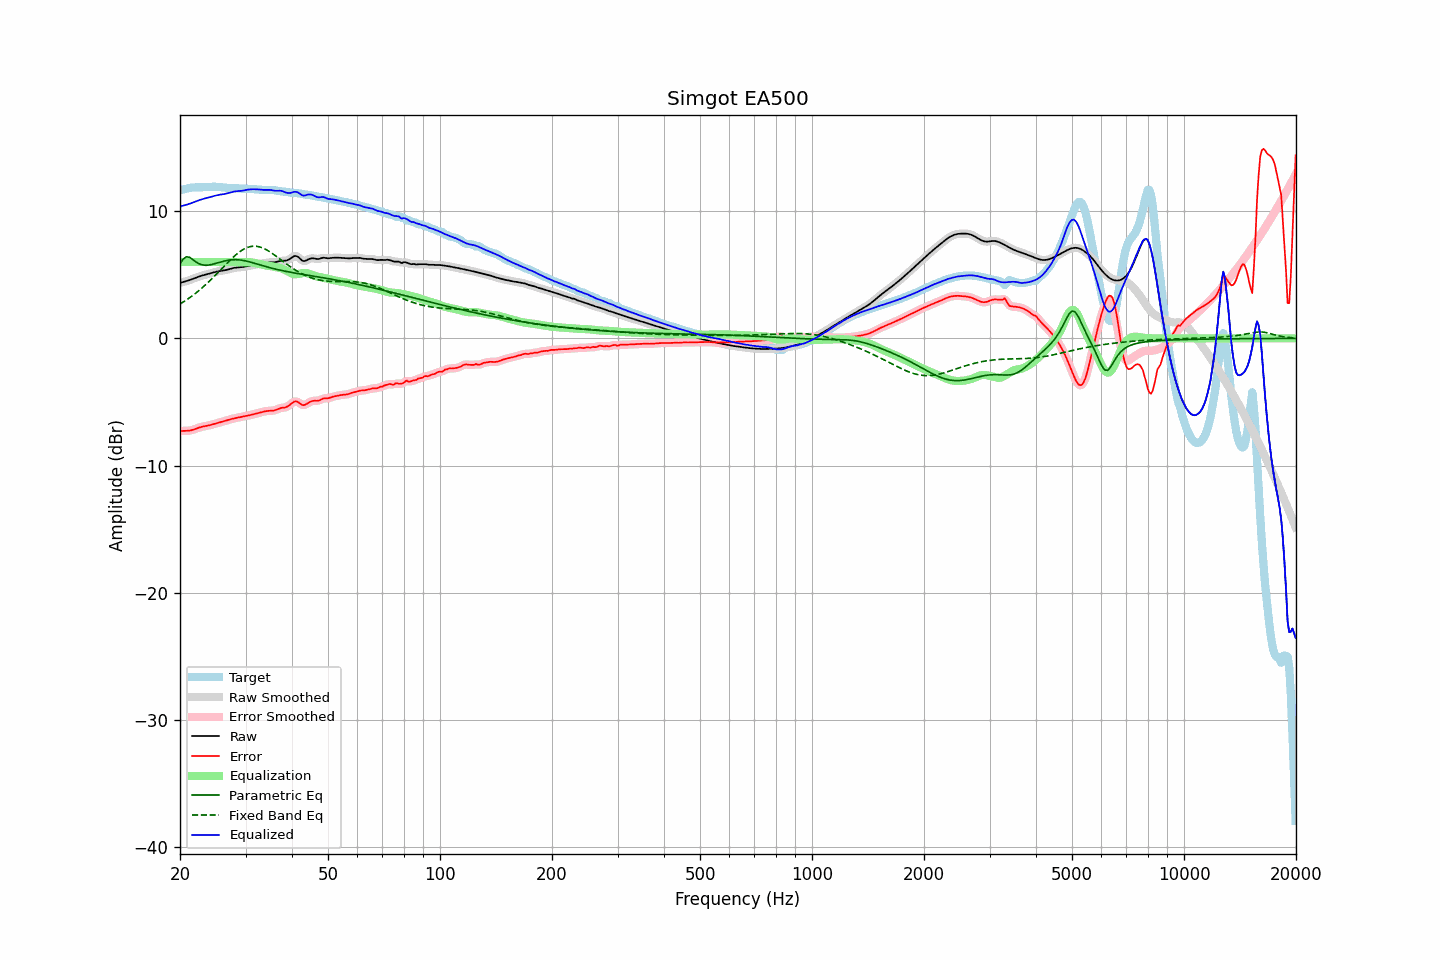 Simgot EA500
Amplitude (dBr)
10
0
−10
−20
−30
−40
Target
Raw Smoothed
Error Smoothed
Raw
Error
Equalization
Parametric Eq
Fixed Band Eq
Equalized
20 50 100 200 500 1000 2000 5000 10000 20000
Frequency (Hz)